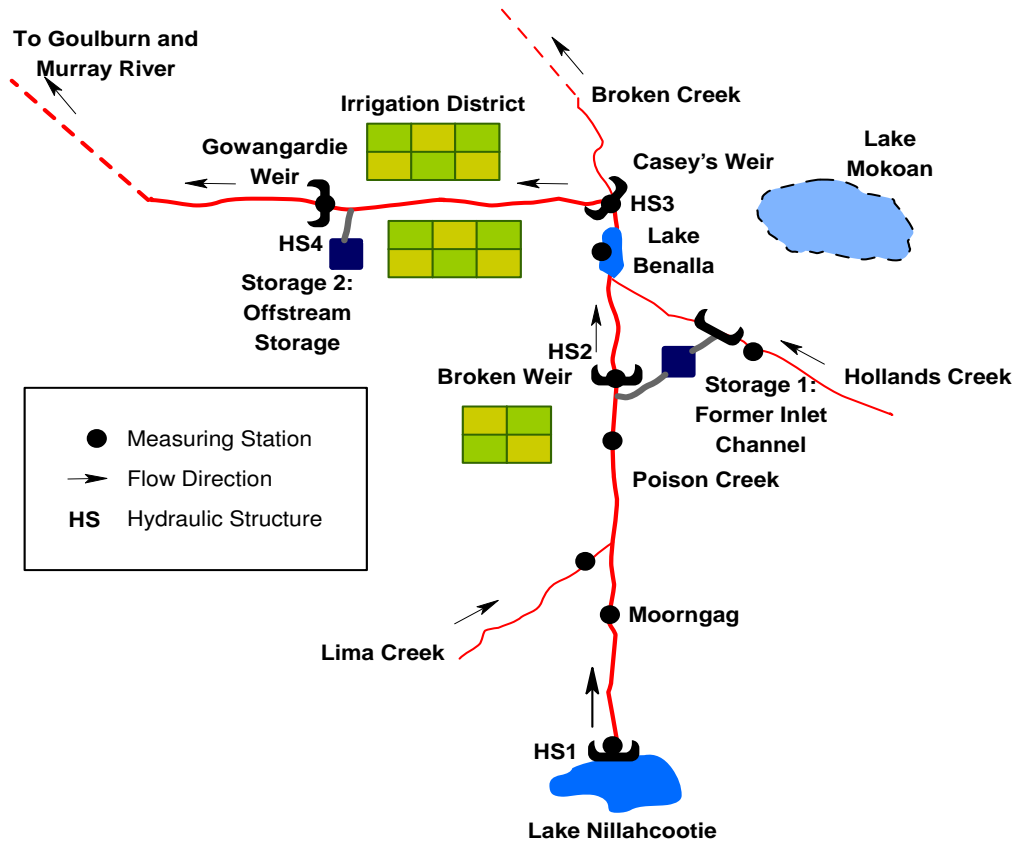 To Goulburn and
Murray River
Irrigation District
Broken Creek
Gowangardie
Weir
Casey's Weir
Lake
Mokoan
HS3
HS4
Lake
Benalla
Storage 2:
Offstream
Storage
HS2
Broken Weir
Storage 1:
Former Inlet
Channel
Hollands Creek
Measuring Station
Flow Direction
HS Hydraulic Structure
Poison Creek
Moorngag
Lima Creek
HS1
Lake Nillahcootie